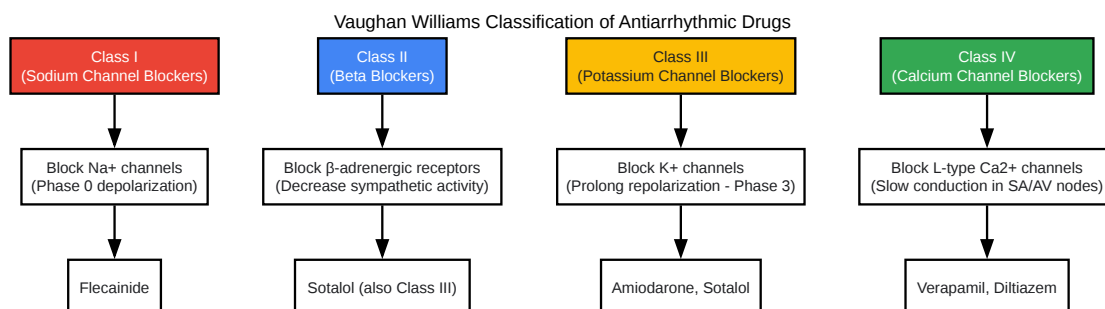 Vaughan Williams Classification of Antiarrhythmic Drugs
Class I
(Sodium Channel Blockers)
Class II
(Beta Blockers)
Class III
(Potassium Channel Blockers)
Class IV
(Calcium Channel Blockers)
Block Na+ channels
(Phase 0 depolarization)
Block β-adrenergic receptors
(Decrease sympathetic activity)
Block K+ channels
(Prolong repolarization - Phase 3)
Block L-type Ca2+ channels
(Slow conduction in SA/AV nodes)
Flecainide
Sotalol (also Class III)
Amiodarone, Sotalol
Verapamil, Diltiazem